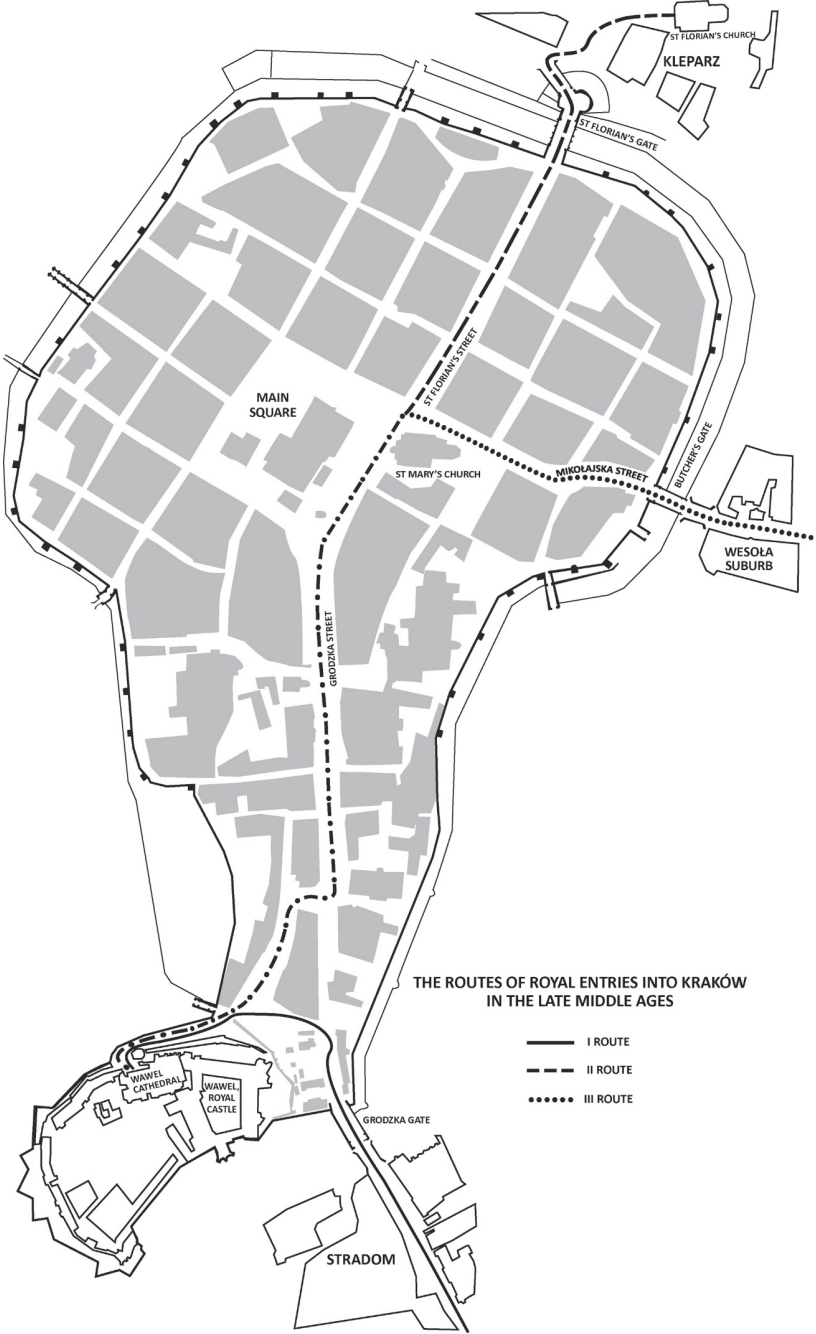 ST FLORIAN'S CHURCH
KLEPARZ
ST FLORIAN'S GATE
ST FLORIAN'S STREET
MAIN
SQUARE
BUTCHER'S GATE
ST MARY'S CHURCH
MIKOŁAJSKA STREET
WESOŁA
SUBURB
GRODZKA STREET
THE ROUTES OF ROYAL ENTRIES INTO KRAKÓW
IN THE LATE MIDDLE AGES
I ROUTE
II ROUTE
III ROUTE
WAWEL
CATHEDRAL
WAWEL,
ROYAL
CASTLE
GRODZKA GATE
STRADOM